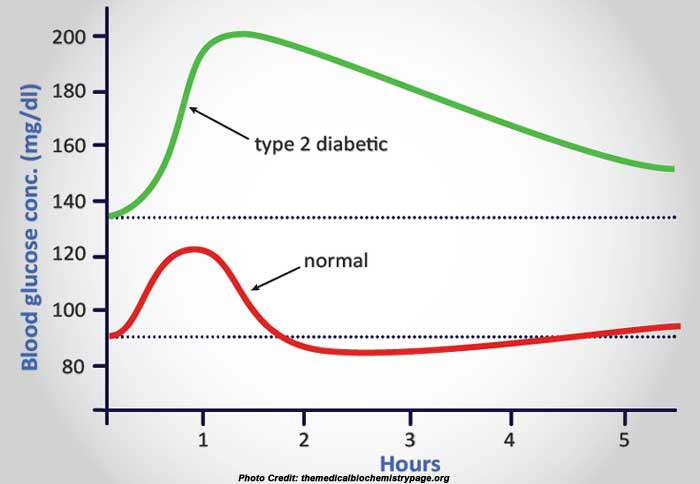 Blood glucose conc. (mg/dl)
200
180
160
140
120
100
80
type 2 diabetic
normal
1 2 3 4 5
Hours
Photo Credit: themedicalbiochemistrypage.org